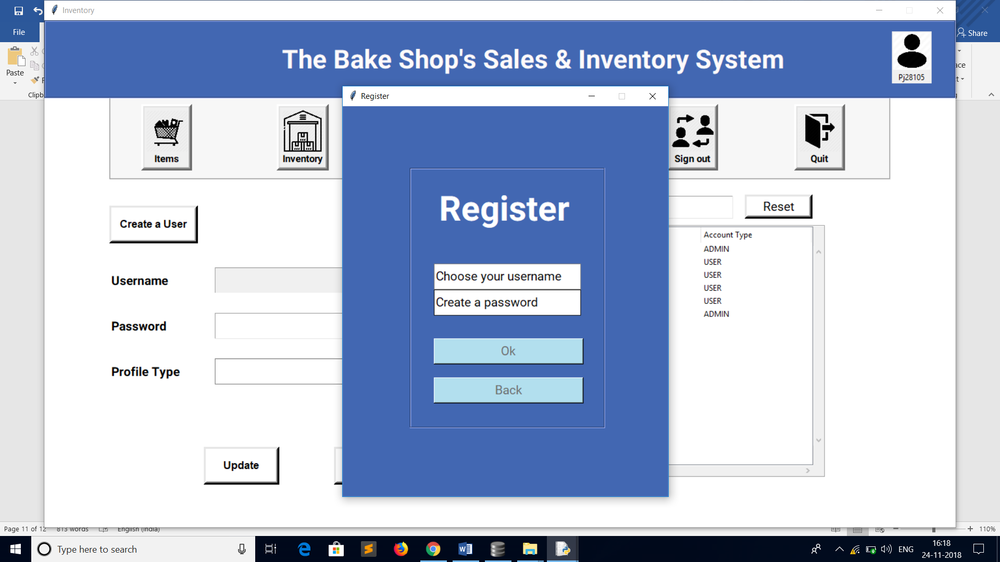 Inventory
File
Share
The Bake Shop's Sales & Inventory System
Pj28105
Paste
Clipb
Register
Items
Inventory
Sign out
Quit
Register
Create a User
Reset
Account Type
ADMIN
USER
USER
USER
USER
ADMIN
Choose your username
Create a password
Username
Password
Profile Type
Ok
Back
Update
Page 11 of 12
813 words
English (India)
110%
Type here to search
ENG
16:18
24-11-2018